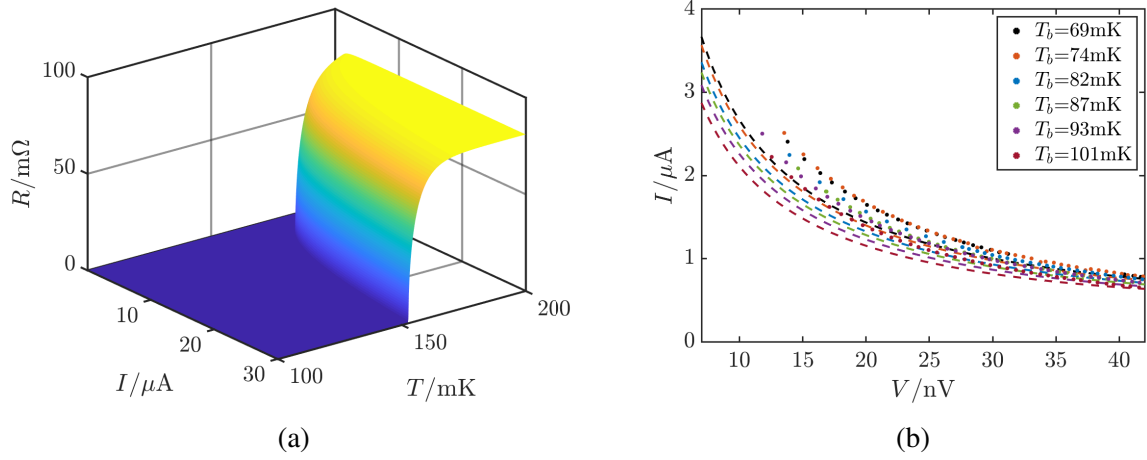 100
50
0
R/mΩ
10
20
30
I/μA
100
150
200
T/mK
(a)
4
3
2
1
0
I/μA
10
15
20
25
30
35
40
V/nV
T_b=69mK
T_b=74mK
T_b=82mK
T_b=87mK
T_b=93mK
T_b=101mK
(b)